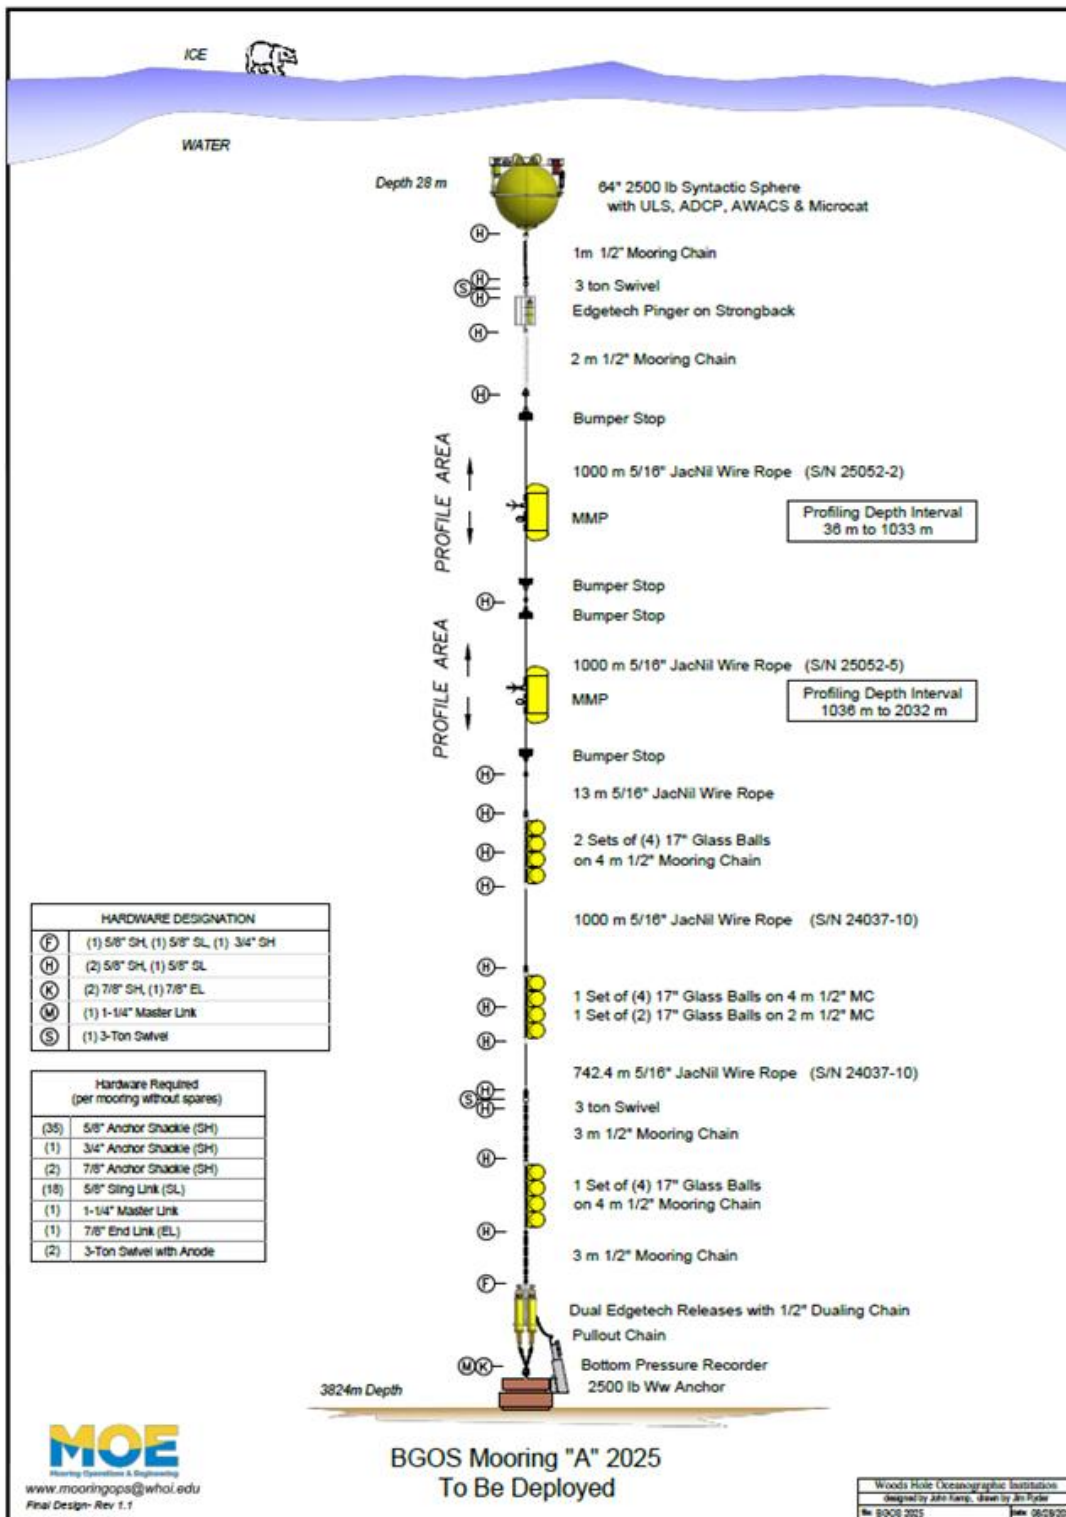 ICE
WATER
Depth 28 m
64" 2500 lb Syntactic Sphere
with ULS, ADCP, AWACS & Microcat
H
1m 1/2" Mooring Chain
H
S
3 ton Swivel
H
Edgetech Pinger on Strongback
H
2 m 1/2" Mooring Chain
H
Bumper Stop
PROFILE AREA
1000 m 5/16" JacNil Wire Rope (S/N 25052-2)
MMP
Profiling Depth Interval
36 m to 1033 m
Bumper Stop
H
Bumper Stop
PROFILE AREA
1000 m 5/16" JacNil Wire Rope (S/N 25052-5)
MMP
Profiling Depth Interval
1036 m to 2032 m
Bumper Stop
H
13 m 5/16" JacNil Wire Rope
H
2 Sets of (4) 17" Glass Balls
H
on 4 m 1/2" Mooring Chain
H
1000 m 5/16" JacNil Wire Rope (S/N 24037-10)
H
1 Set of (4) 17" Glass Balls on 4 m 1/2" MC
H
1 Set of (2) 17" Glass Balls on 2 m 1/2" MC
H
742.4 m 5/16" JacNil Wire Rope (S/N 24037-10)
H
S
3 ton Swivel
H
3 m 1/2" Mooring Chain
H
1 Set of (4) 17" Glass Balls
on 4 m 1/2" Mooring Chain
H
3 m 1/2" Mooring Chain
F
Dual Edgetech Releases with 1/2" Dualing Chain
Pullout Chain
M K
Bottom Pressure Recorder
2500 lb Ww Anchor
3824m Depth
HARDWARE DESIGNATION
F (1) 5/8" SH, (1) 5/8" SL, (1) 3/4" SH
H (2) 5/8" SH, (1) 5/8" SL
K (2) 7/8" SH, (1) 7/8" EL
M (1) 1-1/4" Master Link
S (1) 3-Ton Swivel
Hardware Required
(per mooring without spares)
(35) 5/8" Anchor Shackle (SH)
(1) 3/4" Anchor Shackle (SH)
(2) 7/8" Anchor Shackle (SH)
(18) 5/8" Sling Link (SL)
(1) 1-1/4" Master Link
(1) 7/8" End Link (EL)
(2) 3-Ton Swivel with Anode
MOE
Mooring Operations & Engineering
www.mooringops@whoi.edu
Final Design- Rev 1.1
BGOS Mooring "A" 2025
To Be Deployed
Woods Hole Oceanographic Institution
designed by John Kemp, drawn by Jim Ryder
file: BGOS 2025